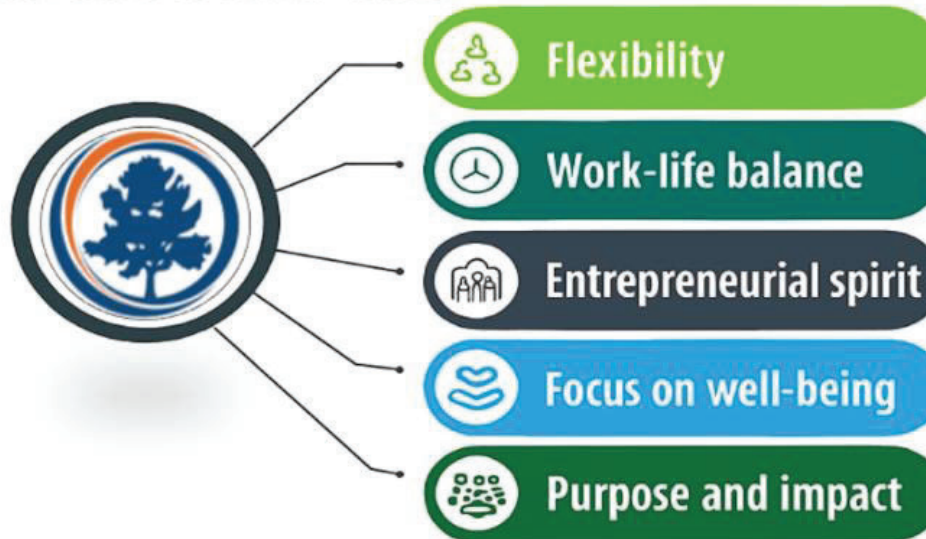 Flexibility
Work-life balance
Entrepreneurial spirit
Focus on well-being
Purpose and impact